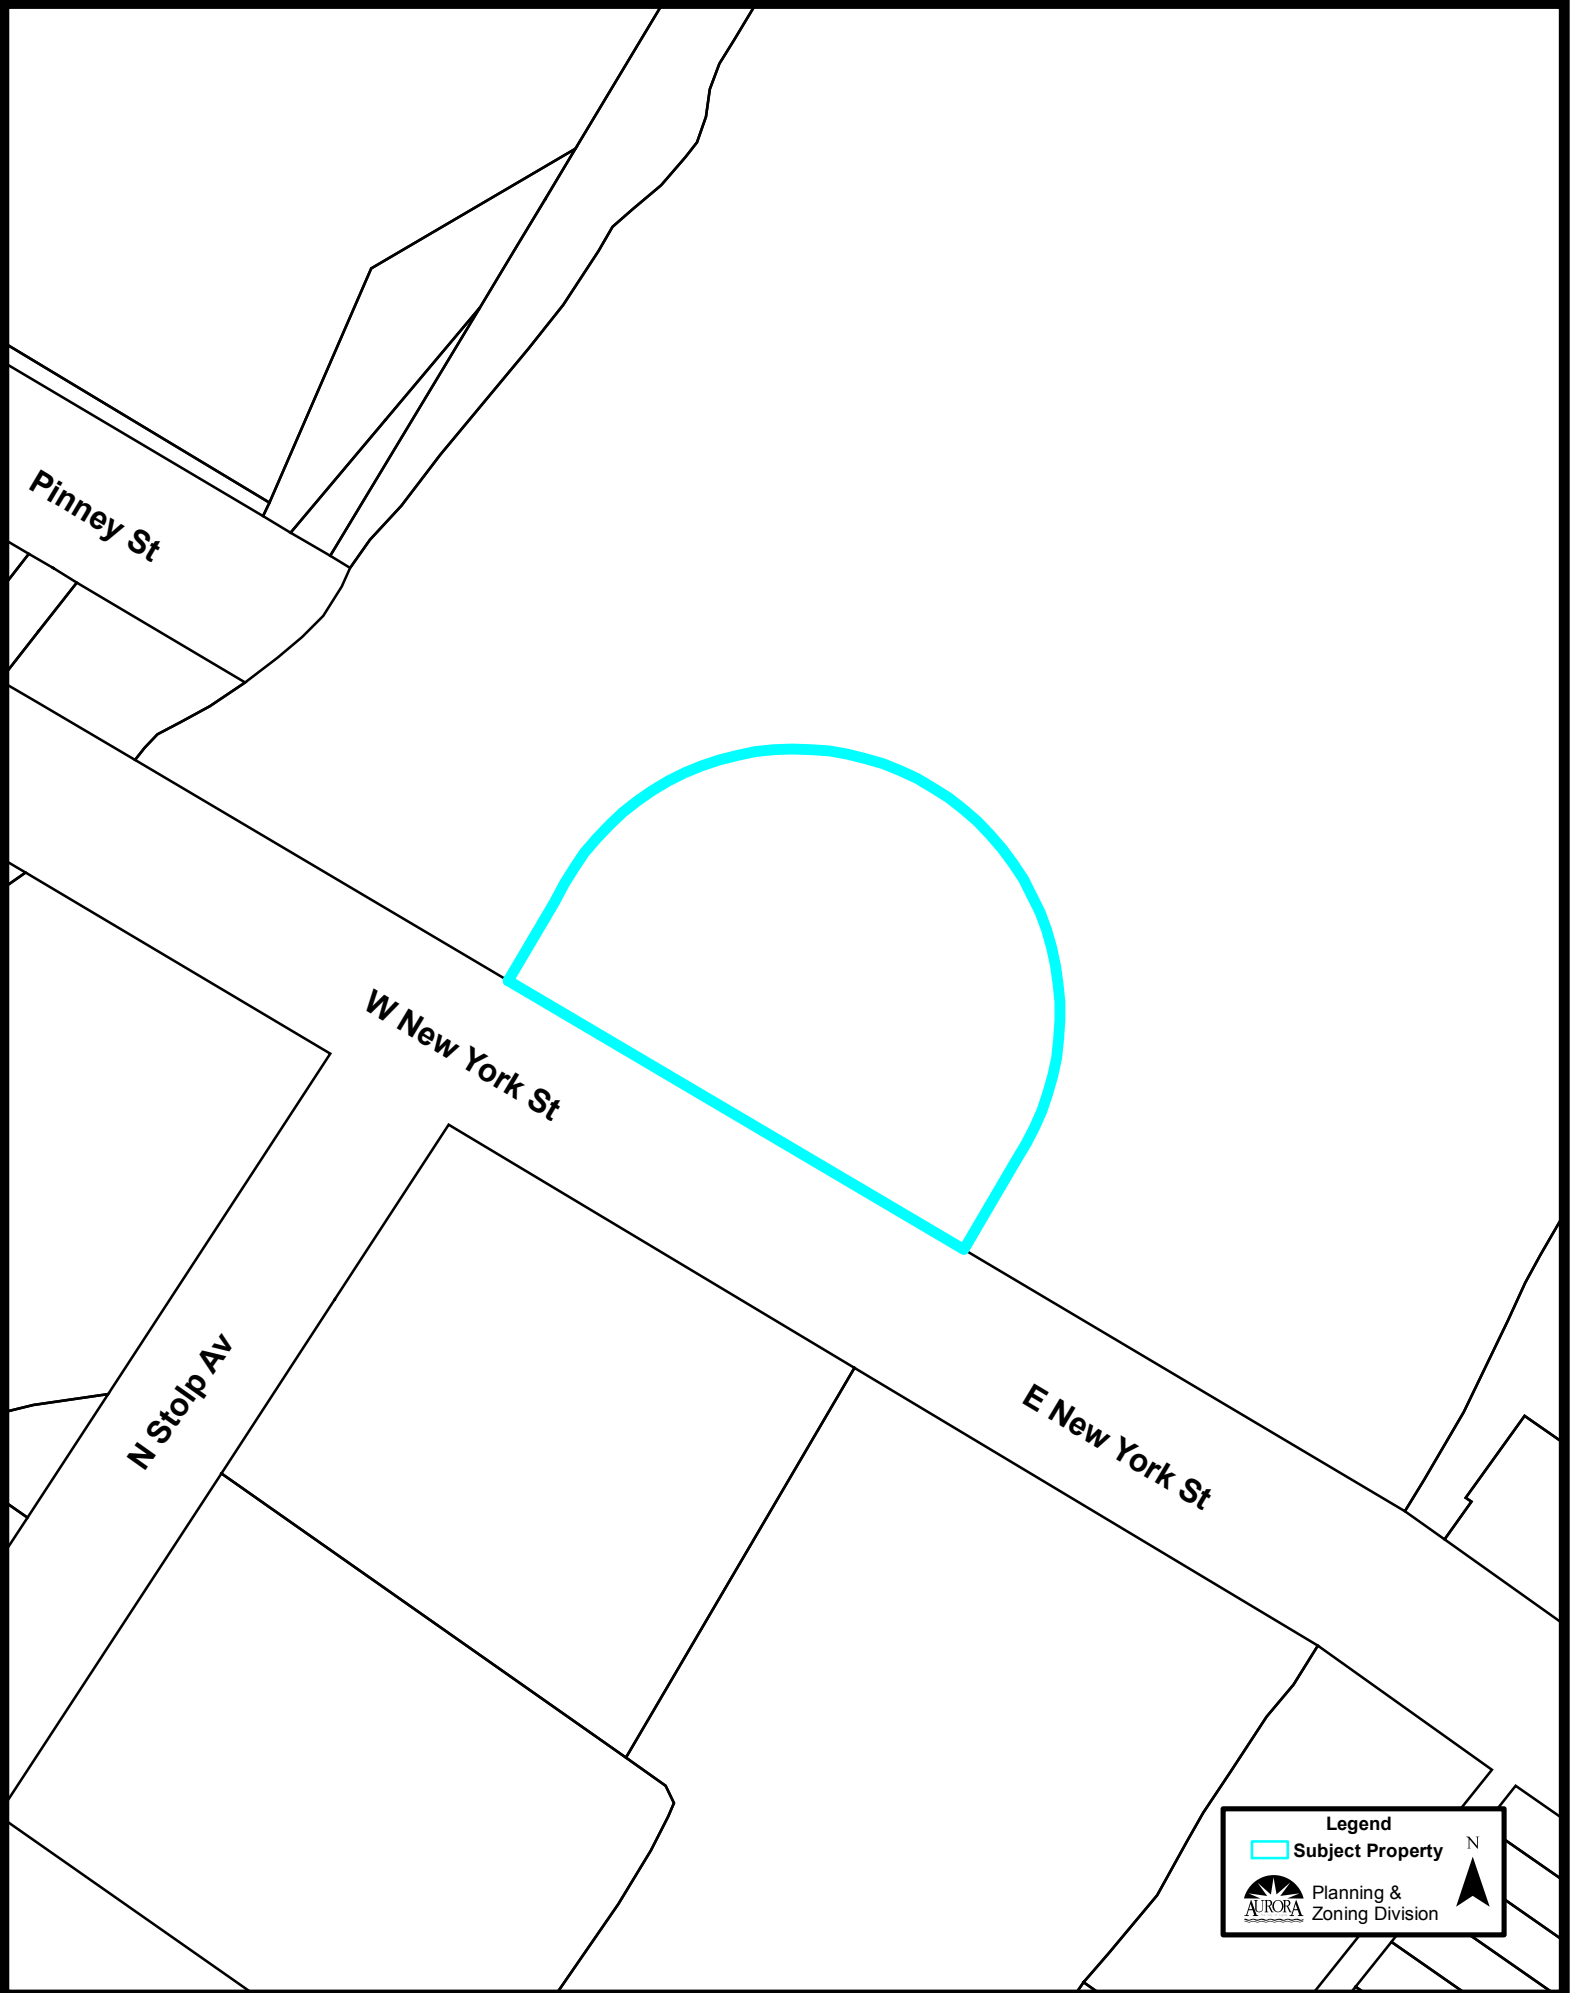 Pinney St
W New York St
N Stolp Av
E New York St
Legend
Subject Property
N
AURORA
Planning &
Zoning Division